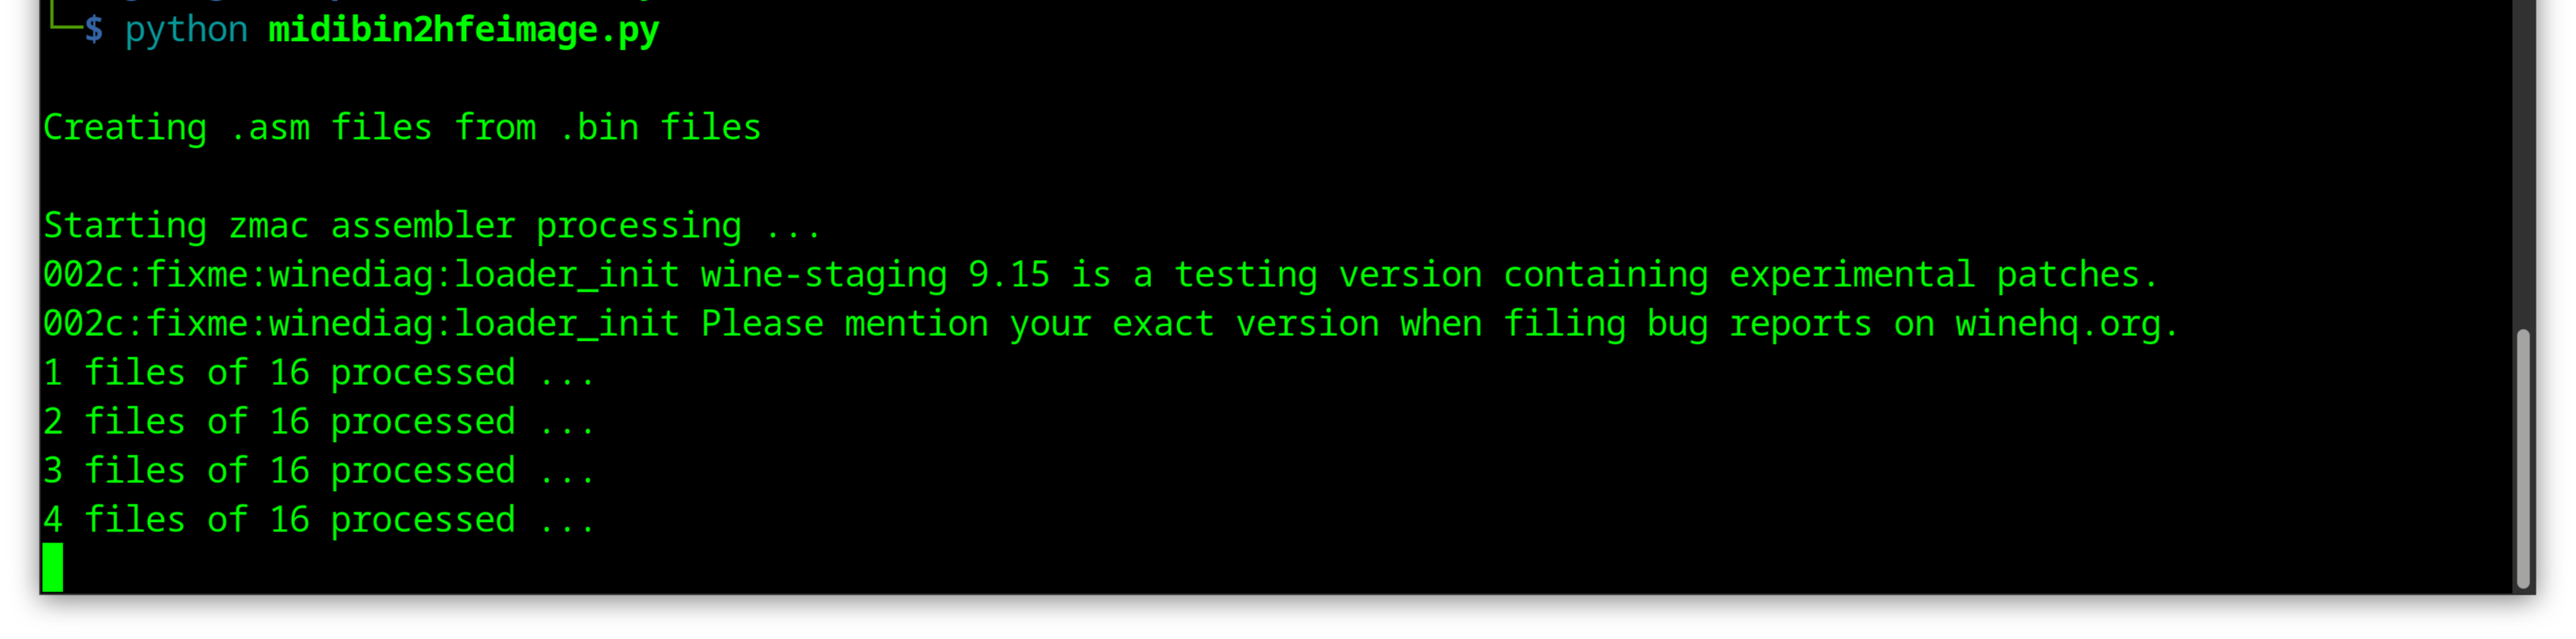 └─$ python midibin2hfeimage.py
Creating .asm files from .bin files
Starting zmac assembler processing ...
002c:fixme:winediag:loader_init wine-staging 9.15 is a testing version containing experimental patches.
002c:fixme:winediag:loader_init Please mention your exact version when filing bug reports on winehq.org.
1 files of 16 processed ...
2 files of 16 processed ...
3 files of 16 processed ...
4 files of 16 processed ...